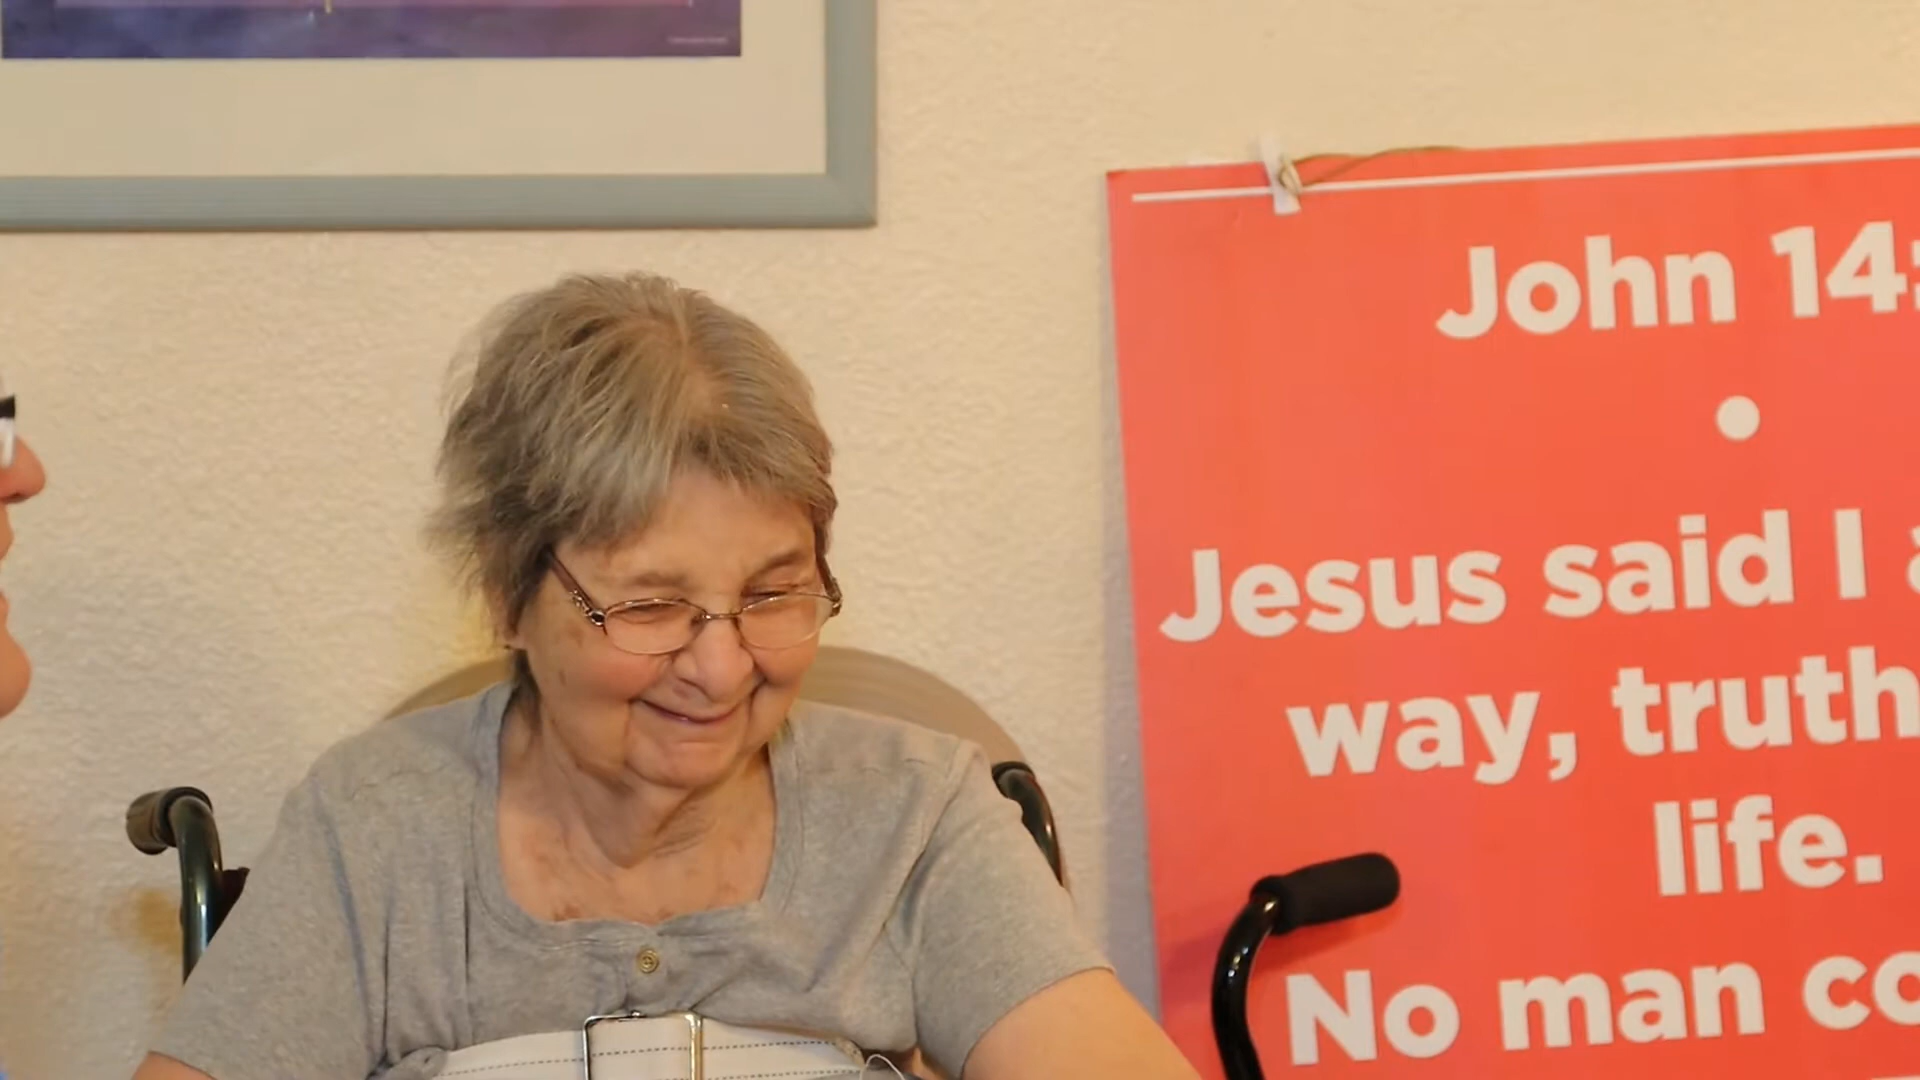 John 14:
Jesus said I a
way, truth
life.
No man co